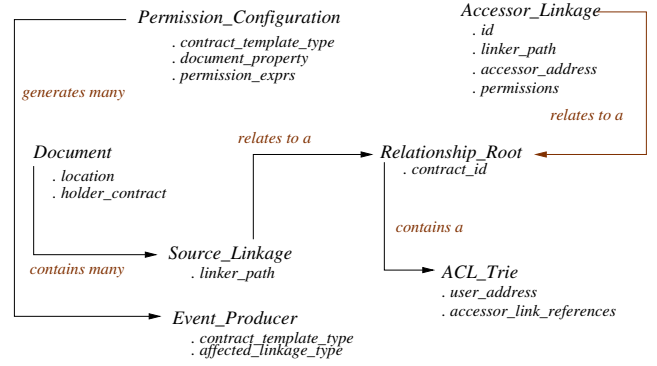 Permission_Configuration
. contract_template_type
. document_property
. permission_exprs
Accessor_Linkage
. id
. linker_path
. accessor_address
. permissions
generates many
relates to a
relates to a
Document
. location
. holder_contract
Relationship_Root
. contract_id
contains a
contains many
Source_Linkage
. linker_path
ACL_Trie
. user_address
. accessor_link_references
Event_Producer
. contract_template_type
. affected_linkage_type